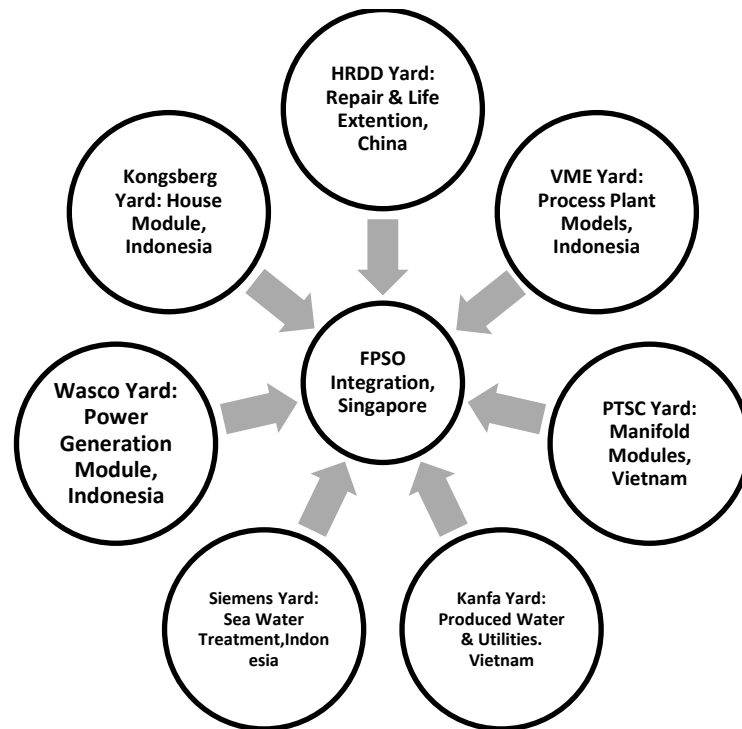 HRDD Yard:
Repair & Life
Extention,
China
Kongsberg
Yard: House
Module,
Indonesia
VME Yard:
Process Plant
Models,
Indonesia
FPSO
Integration,
Singapore
Wasco Yard:
Power
Generation
Module,
Indonesia
PTSC Yard:
Manifold
Modules,
Vietnam
Siemens Yard:
Sea Water
Treatment,Indon
esia
Kanfa Yard:
Produced Water
& Utilities.
Vietnam